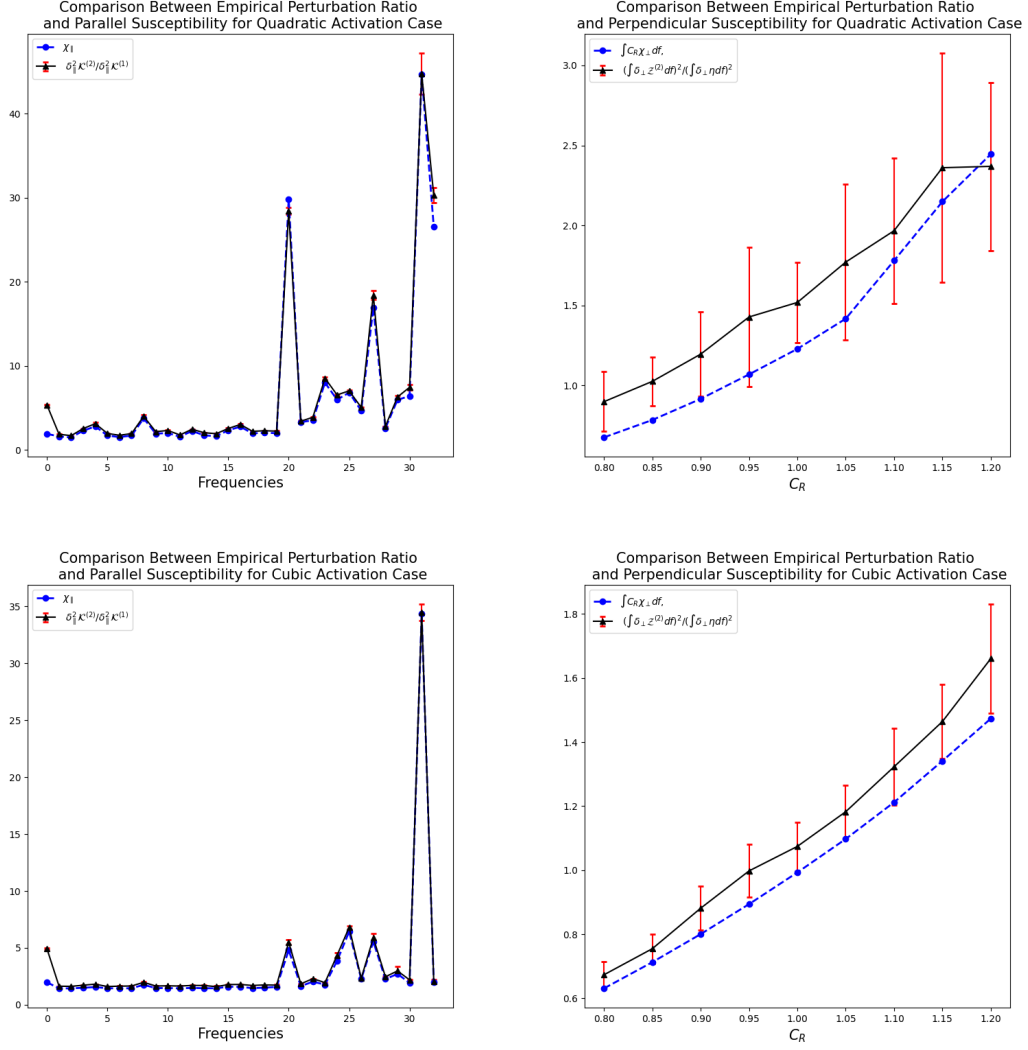 Comparison Between Empirical Perturbation Ratio
and Parallel Susceptibility for Quadratic Activation Case
χ∥
δ∥²𝒦⁽²⁾/δ∥²𝒦⁽¹⁾
40
30
20
10
0
0 5 10 15 20 25 30
Frequencies
Comparison Between Empirical Perturbation Ratio
and Perpendicular Susceptibility for Quadratic Activation Case
∫C_Rχ⊥df,
(∫δ⊥𝓏⁽²⁾df)²/(∫δ⊥ηdf)²
3.0
2.5
2.0
1.5
1.0
0.80 0.85 0.90 0.95 1.00 1.05 1.10 1.15 1.20
C_R
Comparison Between Empirical Perturbation Ratio
and Parallel Susceptibility for Cubic Activation Case
χ∥
δ∥²𝒦⁽²⁾/δ∥²𝒦⁽¹⁾
35
30
25
20
15
10
5
0
0 5 10 15 20 25 30
Frequencies
Comparison Between Empirical Perturbation Ratio
and Perpendicular Susceptibility for Cubic Activation Case
∫C_Rχ⊥df,
(∫δ⊥𝓏⁽²⁾df)²/(∫δ⊥ηdf)²
1.8
1.6
1.4
1.2
1.0
0.8
0.6
0.80 0.85 0.90 0.95 1.00 1.05 1.10 1.15 1.20
C_R